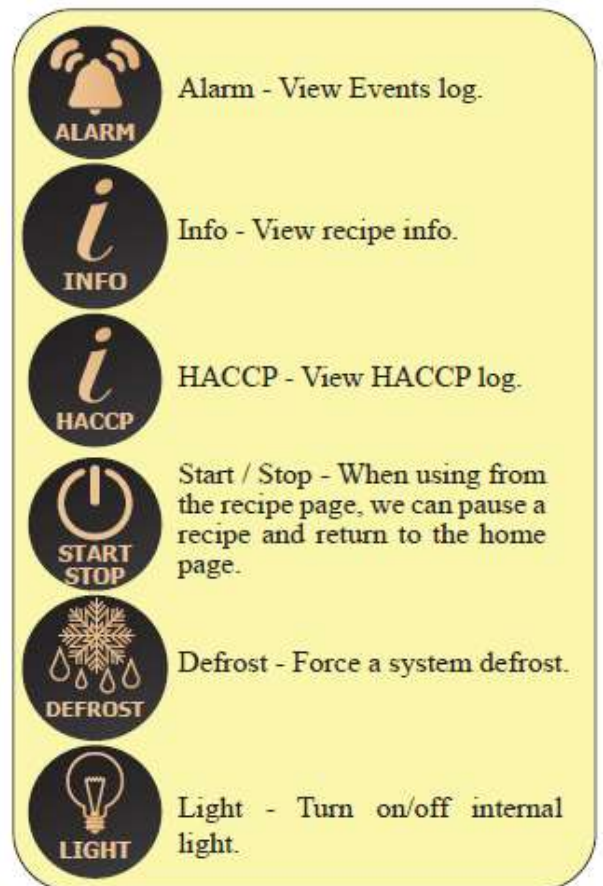 ALARM
Alarm - View Events log.
i
INFO
Info - View recipe info.
i
HACCP
HACCP - View HACCP log.
START
STOP
Start / Stop - When using from
the recipe page, we can pause a
recipe and return to the home
page.
DEFROST
Defrost - Force a system defrost.
LIGHT
Light - Turn on/off internal
light.